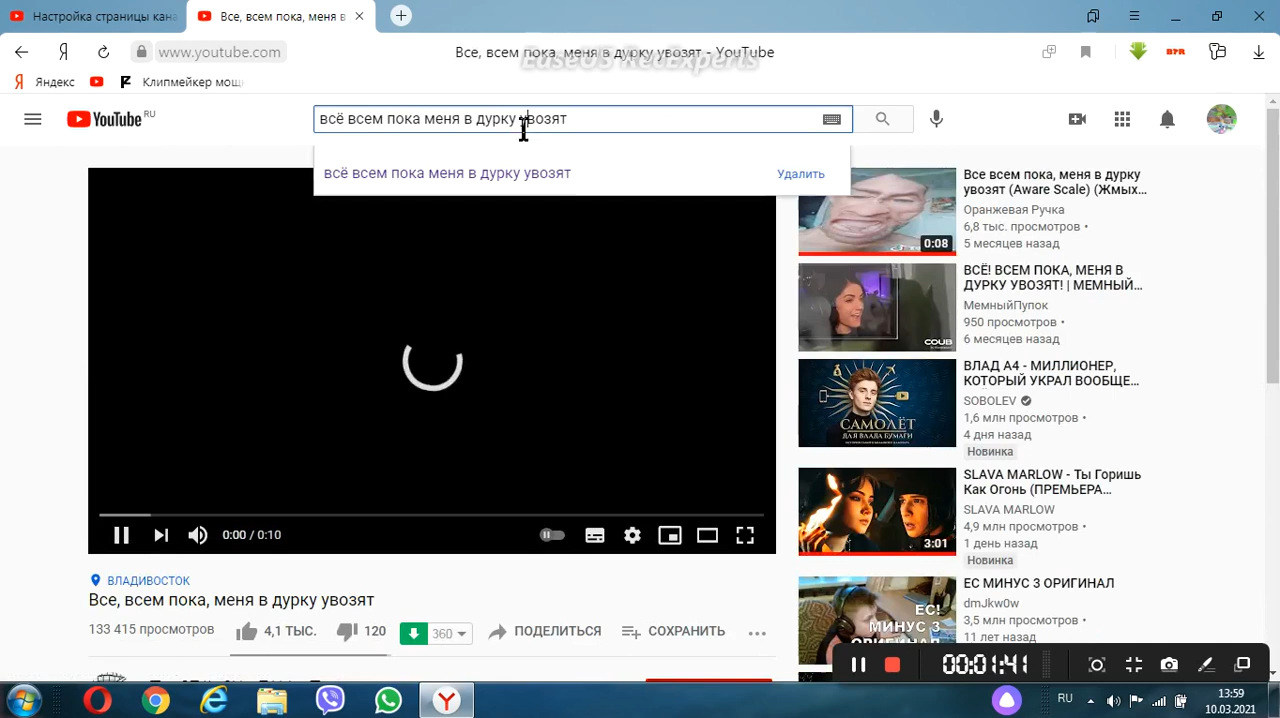 Настройка страницы кана
Все, всем пока, меня в
www.youtube.com
Все, всем пока, меня в дурку увозят - YouTube
EaseUS RecExperts
Яндекс
Клипмейкер мощ
YouTube RU
всё всем пока меня в дурку увозят
всё всем пока меня в дурку увозят
Удалить
Все всем пока, меня в дурку
увозят (Aware Scale) (Жмых...
Оранжевая Ручка
6,8 тыс. просмотров •
5 месяцев назад
0:08
ВСЁ! ВСЕМ ПОКА, МЕНЯ В
ДУРКУ УВОЗЯТ! | МЕМНЫЙ...
МемныйПупок
950 просмотров •
6 месяцев назад
COUB
ВЛАД А4 - МИЛЛИОНЕР,
КОТОРЫЙ УКРАЛ ВООБЩЕ...
SOBOLEV
1,6 млн просмотров •
4 дня назад
Новинка
САМОЛЁТ
ДЛЯ ВЛАДА БУМАГИ
SLAVA MARLOW - Ты Горишь
Как Огонь (ПРЕМЬЕРА...
SLAVA MARLOW
4,9 млн просмотров •
1 день назад
Новинка
3:01
ЕС МИНУС 3 ОРИГИНАЛ
dmJkw0w
3,5 млн просмотров •
11 лет назад
ЕС!
МИНУС 3
ОРИГИНАЛ
0:00 / 0:10
ВЛАДИВОСТОК
Все, всем пока, меня в дурку увозят
133 415 просмотров
4,1 ТЫС.
120
360
ПОДЕЛИТЬСЯ
СОХРАНИТЬ
00:01:41
RU
13:59
10.03.2021